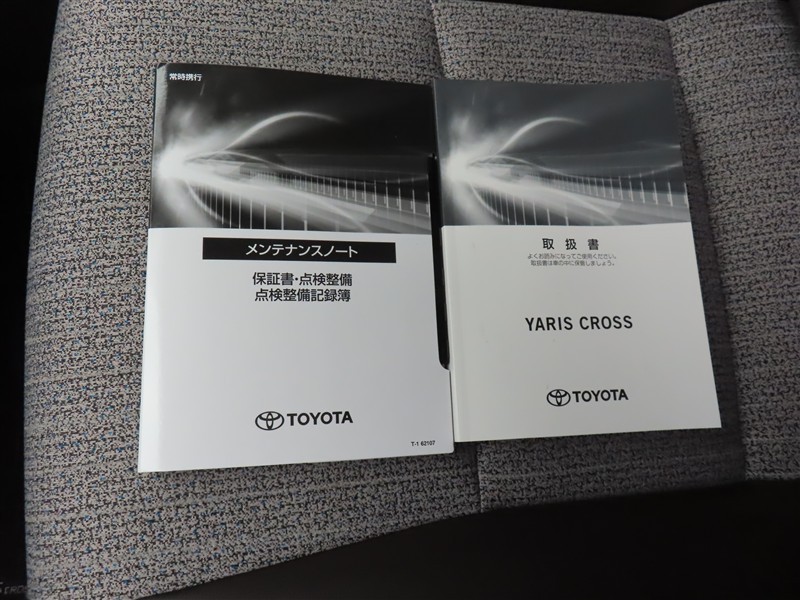 常時携行
メンテナンスノート
保証書・点検整備
点検整備記録簿
TOYOTA
T-1 62107
取扱書
よくお読みになってご使用ください。
取扱書は車の中に保管しましょう。
YARIS CROSS
TOYOTA